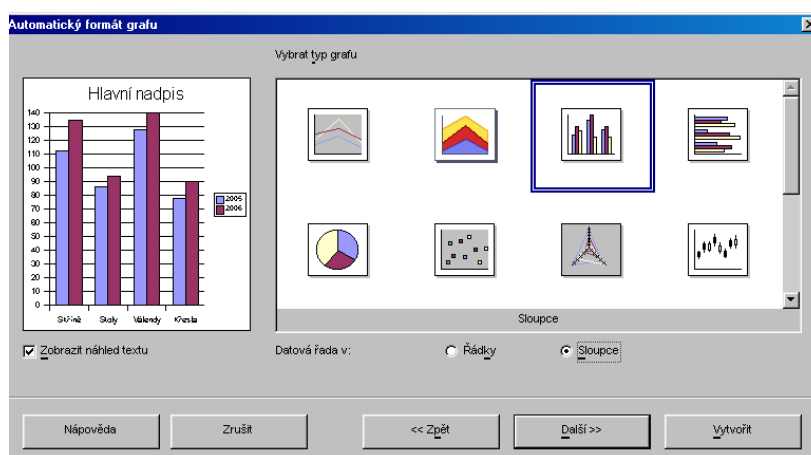 Automatický formát grafu
Vybrat typ grafu
Hlavní nadpis
140
130
120
110
100
90
80
70
60
50
40
30
20
10
0
2005
2006
Skříně Stoly Válendy Křesla
Sloupce
Zobrazit náhled textu
Datová řada v: Řádky Sloupce
Nápověda Zrušit << Zpět Další >> Vytvořit